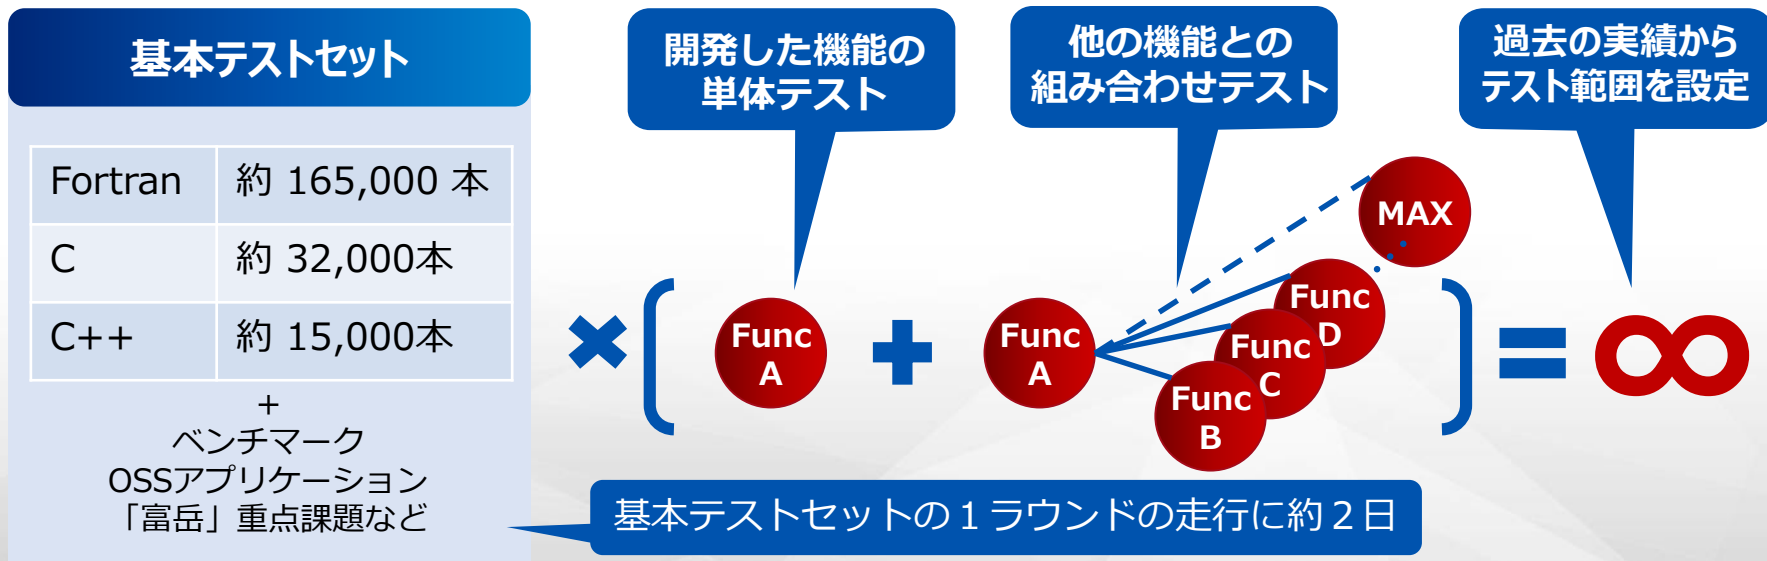 基本テストセット
Fortran 約 165,000 本
C 約 32,000本
C++ 約 15,000本
+
ベンチマーク
OSSアプリケーション
「富岳」重点課題など
開発した機能の
単体テスト
他の機能との
組み合わせテスト
過去の実績から
テスト範囲を設定
×
Func
A
+
Func
A
MAX
Func
D
Func
C
Func
B
=
∞
基本テストセットの１ラウンドの走行に約２日